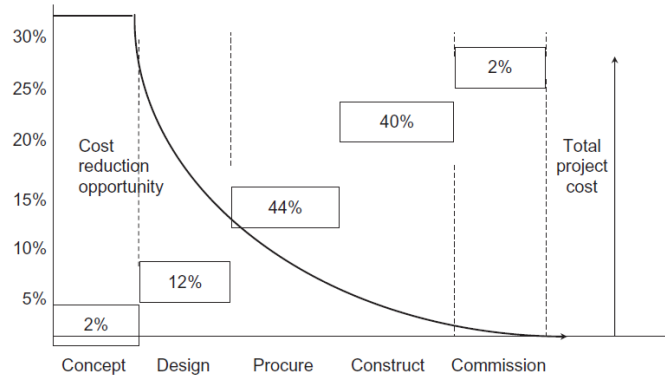 30%
25%
20%
15%
10%
5%
Cost
reduction
opportunity
2%
12%
44%
40%
2%
Total
project
cost
Concept Design Procure Construct Commission